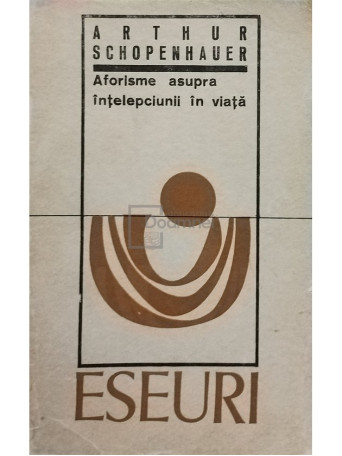 ARTHUR
SCHOPENHAUER
Aforisme asupra
înțelepciunii în viață
ESEURI